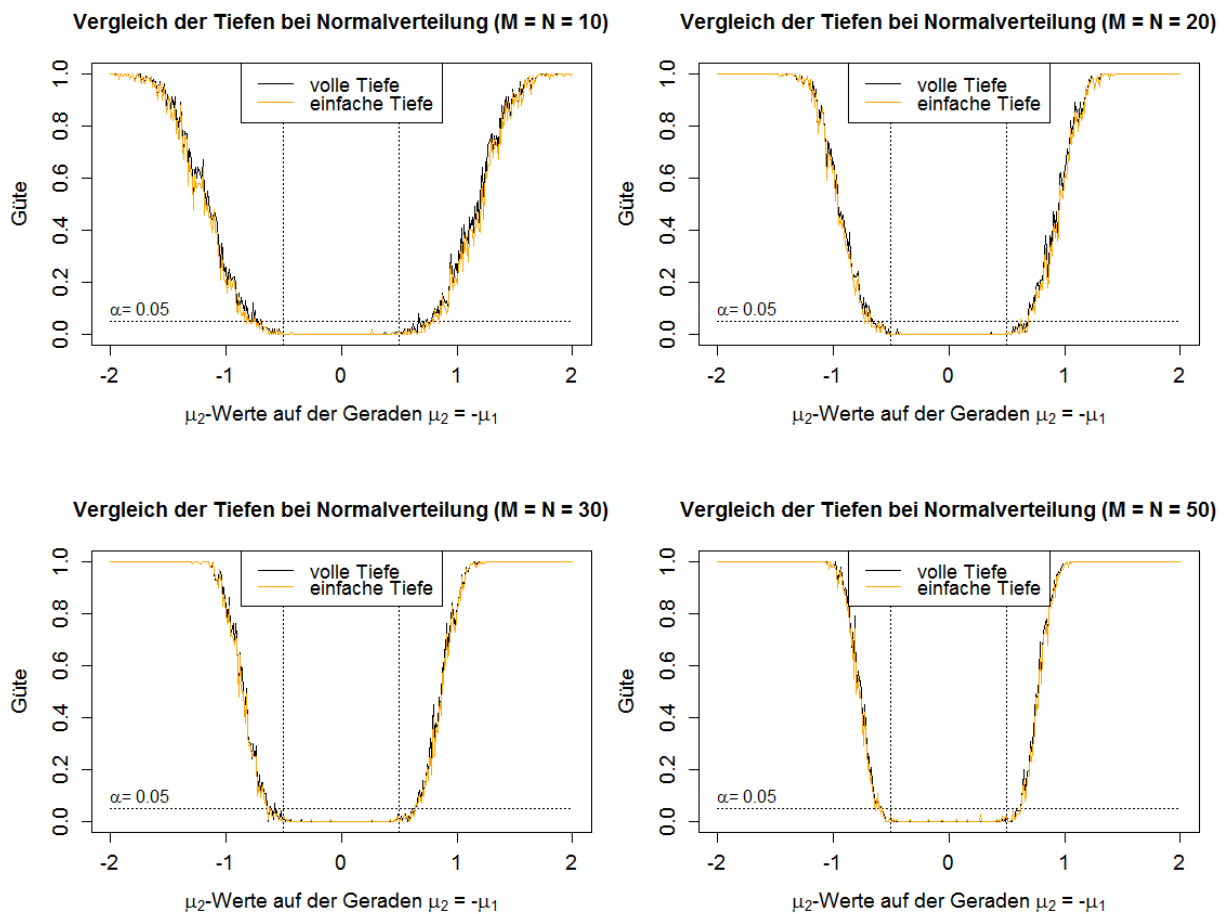 Vergleich der Tiefen bei Normalverteilung (M = N = 10)
volle Tiefe
einfache Tiefe
Güte
0.0 0.2 0.4 0.6 0.8 1.0
α= 0.05
-2 -1 0 1 2
μ₂-Werte auf der Geraden μ₂ = -μ₁
Vergleich der Tiefen bei Normalverteilung (M = N = 20)
volle Tiefe
einfache Tiefe
Güte
0.0 0.2 0.4 0.6 0.8 1.0
α= 0.05
-2 -1 0 1 2
μ₂-Werte auf der Geraden μ₂ = -μ₁
Vergleich der Tiefen bei Normalverteilung (M = N = 30)
volle Tiefe
einfache Tiefe
Güte
0.0 0.2 0.4 0.6 0.8 1.0
α= 0.05
-2 -1 0 1 2
μ₂-Werte auf der Geraden μ₂ = -μ₁
Vergleich der Tiefen bei Normalverteilung (M = N = 50)
volle Tiefe
einfache Tiefe
Güte
0.0 0.2 0.4 0.6 0.8 1.0
α= 0.05
-2 -1 0 1 2
μ₂-Werte auf der Geraden μ₂ = -μ₁